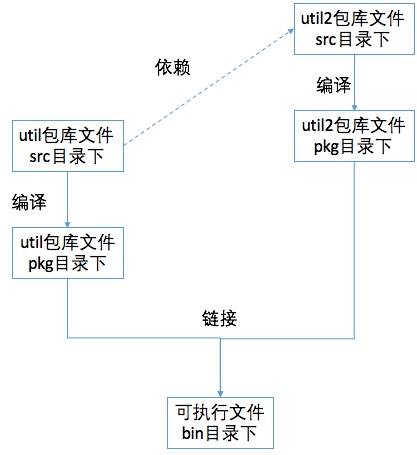 util2包库文件
src目录下
依赖
编译
util包库文件
src目录下
util2包库文件
pkg目录下
编译
util包库文件
pkg目录下
链接
可执行文件
bin目录下